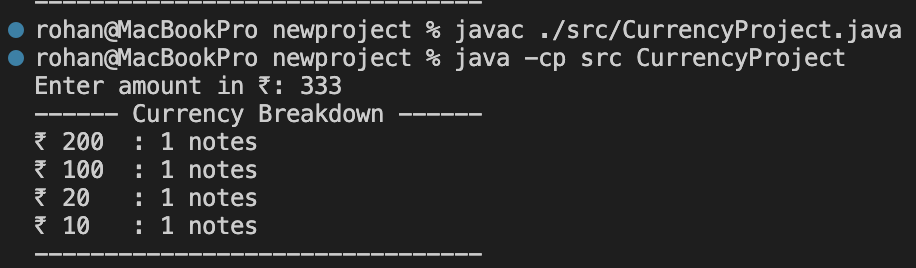 ----------------------------------
rohan@MacBookPro newproject % javac ./src/CurrencyProject.java
rohan@MacBookPro newproject % java -cp src CurrencyProject
Enter amount in ₹: 333
------ Currency Breakdown ------
₹ 200  : 1 notes
₹ 100  : 1 notes
₹ 20   : 1 notes
₹ 10   : 1 notes
--------------------------------